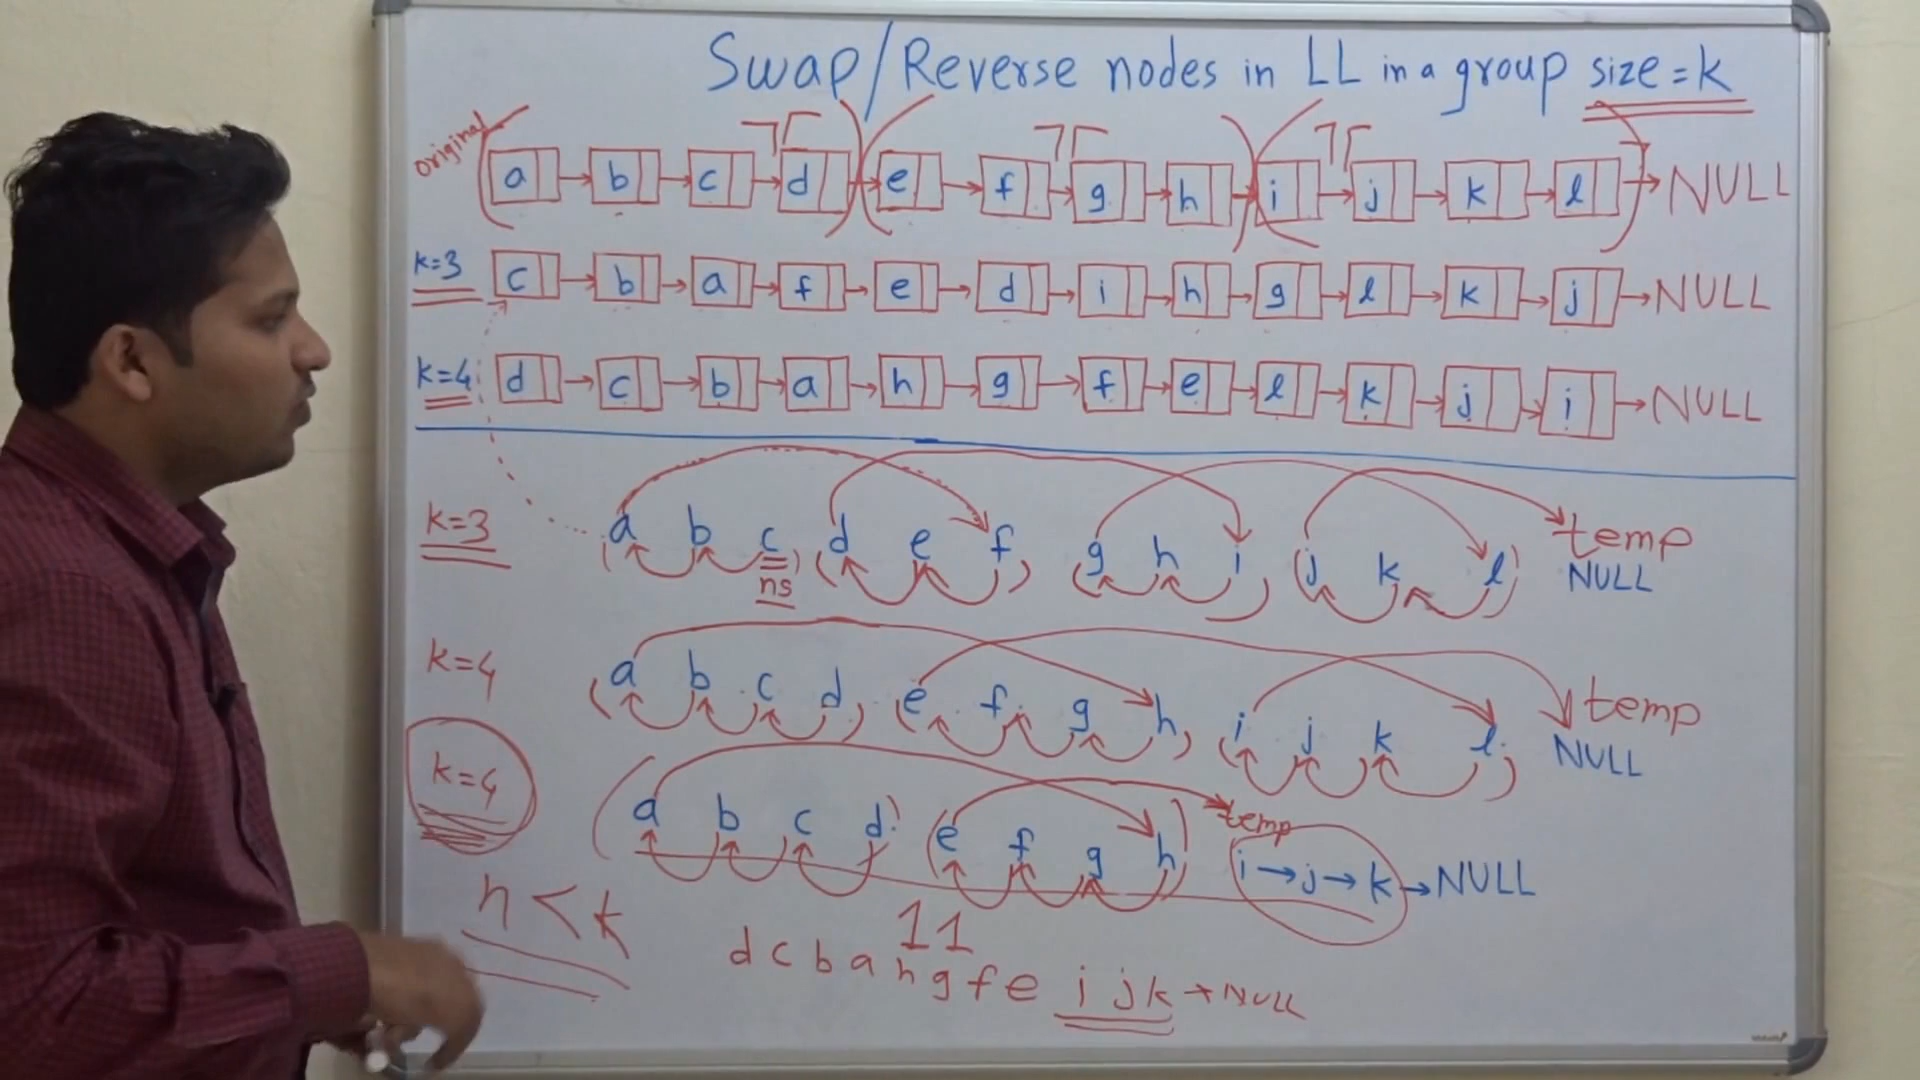 Swap/Reverse nodes in LL in a group size=k
original a b c d e f g h i j k l NULL
k=3 c b a f e d i h g l k j NULL
k=4 d c b a h g f e l k j i NULL
k=3 a b c d e f g h i j k l temp
ns NULL
k=4 a b c d e f g h i j k l temp
NULL
k=4 a b c d e f g h temp
i→j→k→NULL
n<k
11
d c b a h g f e i j k→NULL